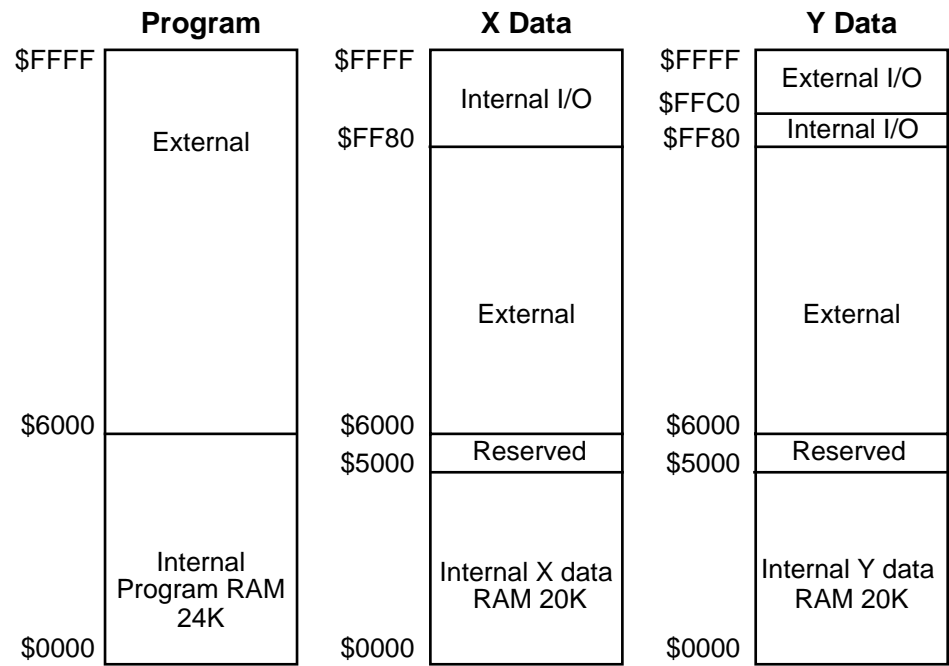 Program
$FFFF
External
$6000
Internal
Program RAM
24K
$0000
X Data
$FFFF
Internal I/O
$FF80
External
$6000
Reserved
$5000
Internal X data
RAM 20K
$0000
Y Data
$FFFF
External I/O
$FFC0
Internal I/O
$FF80
External
$6000
Reserved
$5000
Internal Y data
RAM 20K
$0000